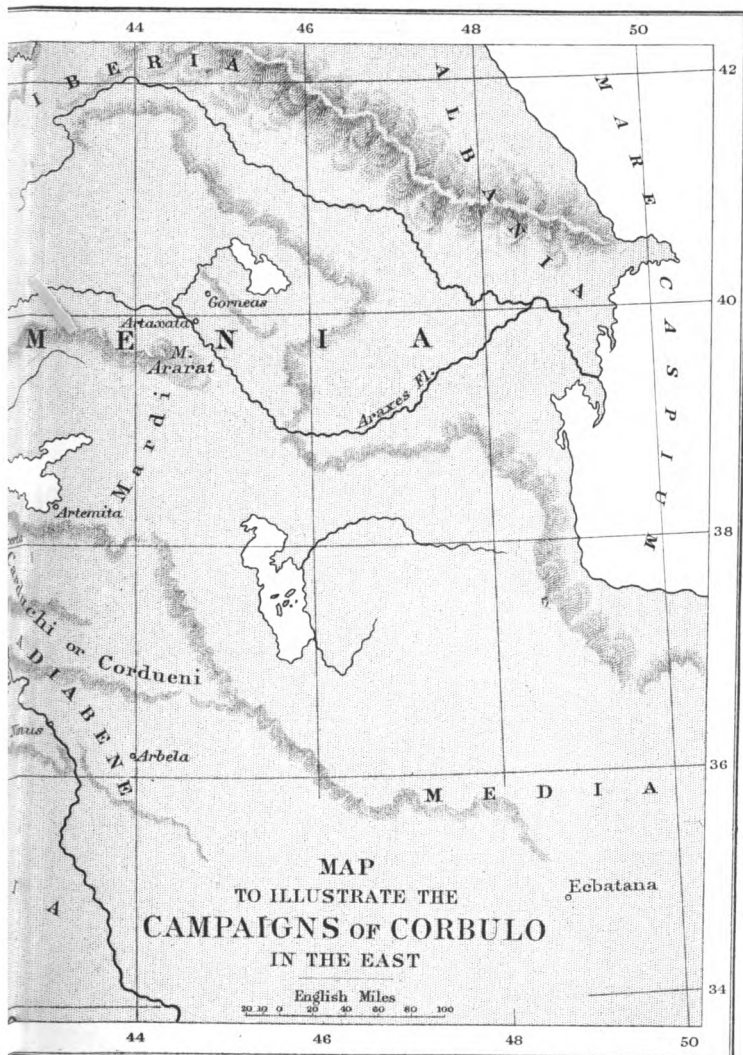 44
46
48
50
42
IBERIA
ALBANIA
MARE CASPIUM
Gorneas
40
Artaxata
MENIA
M.
Ararat
Araxes Fl.
Mardi
Artemita
38
Carduchi or Cordueni
ADIABENE
Arbela
36
MEDIA
MAP
TO ILLUSTRATE THE
CAMPAIGNS OF CORBULO
IN THE EAST
Ecbatana
English Miles
20 10 0 20 40 60 80 100
34
A
44
46
48
50